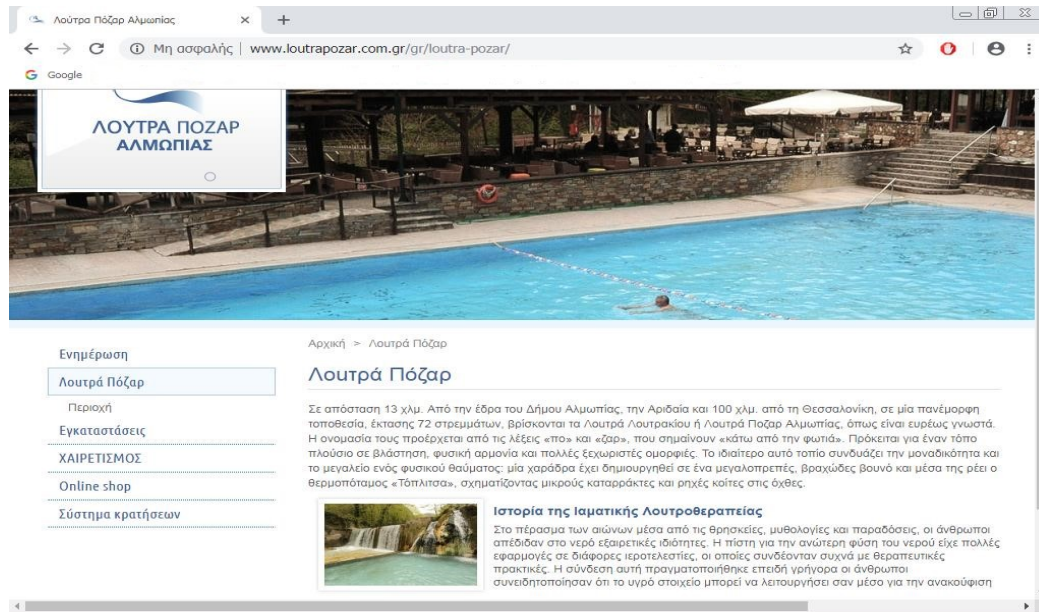 Λούτρα Πόζαρ Αλμωπίας
Μη ασφαλής | www.loutrapozar.com.gr/gr/loutra-pozar/
Google
ΛΟΥΤΡΑ ΠΟΖΑΡ
ΑΛΜΩΠΙΑΣ
Ενημέρωση
Λουτρά Πόζαρ
Περιοχή
Εγκαταστάσεις
ΧΑΙΡΕΤΙΣΜΟΣ
Online shop
Σύστημα κρατήσεων
Αρχική > Λουτρά Πόζαρ
Λουτρά Πόζαρ
Σε απόσταση 13 χλμ. Από την έδρα του Δήμου Αλμωπίας, την Αριδαία και 100 χλμ. από τη Θεσσαλονίκη, σε μία πανέμορφη
τοποθεσία, έκτασης 72 στρεμμάτων, βρίσκονται τα Λουτρά Λουτρακίου ή Λουτρά Ποζαρ Αλμωπίας, όπως είναι ευρέως γνωστά.
Η ονομασία τους προέρχεται από τις λέξεις «πο» και «ζαρ», που σημαίνουν «κάτω από την φωτιά». Πρόκειται για έναν τόπο
πλούσιο σε βλάστηση, φυσική αρμονία και πολλές ξεχωριστές ομορφιές. Το ιδιαίτερο αυτό τοπίο συνδυάζει την μοναδικότητα και
το μεγαλείο ενός φυσικού θαύματος: μία χαράδρα έχει δημιουργηθεί σε ένα μεγαλοπρεπές, βραχώδες βουνό και μέσα της ρέει ο
θερμοπόταμος «Τόπλιτσα», σχηματίζοντας μικρούς καταρράκτες και ρηχές κοίτες στις όχθες.
Ιστορία της Ιαματικής Λουτροθεραπείας
Στο πέρασμα των αιώνων μέσα από τις θρησκείες, μυθολογίες και παραδόσεις, οι άνθρωποι
απέδιδαν στο νερό εξαιρετικές ιδιότητες. Η πίστη για την ανώτερη φύση του νερού είχε πολλές
εφαρμογές σε διάφορες ιεροτελεστίες, οι οποίες συνδέονταν συχνά με θεραπευτικές
πρακτικές. Η σύνδεση αυτή πραγματοποιήθηκε επειδή γρήγορα οι άνθρωποι
συνειδητοποίησαν ότι το υγρό στοιχείο μπορεί να λειτουργήσει σαν μέσο για την ανακούφιση